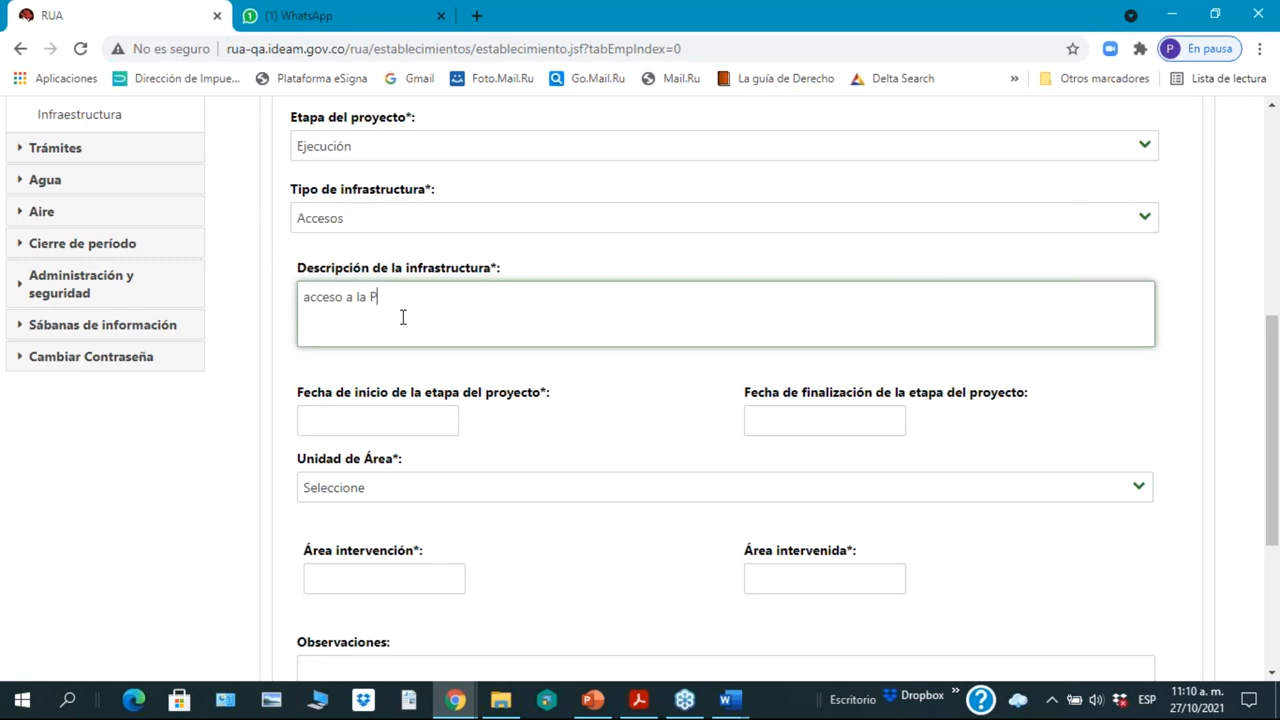 RUA
(1) WhatsApp
No es seguro
rua-qa.ideam.gov.co/rua/establecimientos/establecimiento.jsf?tabEmpIndex=0
P En pausa
Aplicaciones
Dirección de Impue...
Plataforma eSigna
Gmail
Foto.Mail.Ru
Go.Mail.Ru
Mail.Ru
La guía de Derecho
Delta Search
»
Otros marcadores
Lista de lectura
Infraestructura
Trámites
Agua
Aire
Cierre de período
Administración y
seguridad
Sábanas de información
Cambiar Contraseña
Etapa del proyecto*:
Ejecución
Tipo de infrastructura*:
Accesos
Descripción de la infrastructura*:
acceso a la P
Fecha de inicio de la etapa del proyecto*:
Fecha de finalización de la etapa del proyecto:
Unidad de Área*:
Seleccione
Área intervención*:
Área intervenida*:
Observaciones:
Escritorio
Dropbox
»
ESP
11:10 a. m.
27/10/2021